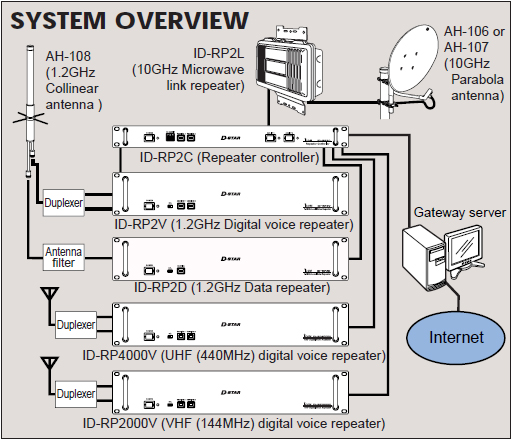 SYSTEM OVERVIEW
AH-108
(1.2GHz
Collinear
antenna )
ID-RP2L
(10GHz Microwave
link repeater)
AH-106 or
AH-107
(10GHz
Parabola
antenna)
D-STAR
ID-RP2C (Repeater controller)
Duplexer
D-STAR
ID-RP2V (1.2GHz Digital voice repeater)
Gateway server
Antenna
filter
D-STAR
ID-RP2D (1.2GHz Data repeater)
Duplexer
D-STAR
ID-RP4000V (UHF (440MHz) digital voice repeater)
Internet
Duplexer
D-STAR
ID-RP2000V (VHF (144MHz) digital voice repeater)